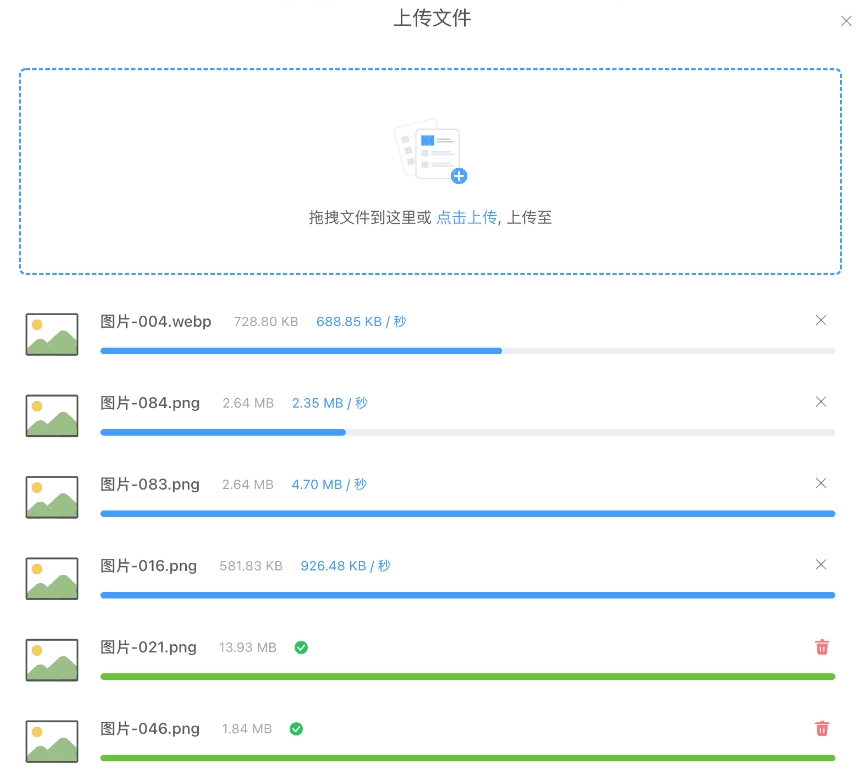 上传文件
拖拽文件到这里或 点击上传, 上传至
图片-004.webp 728.80 KB 688.85 KB / 秒
图片-084.png 2.64 MB 2.35 MB / 秒
图片-083.png 2.64 MB 4.70 MB / 秒
图片-016.png 581.83 KB 926.48 KB / 秒
图片-021.png 13.93 MB
图片-046.png 1.84 MB